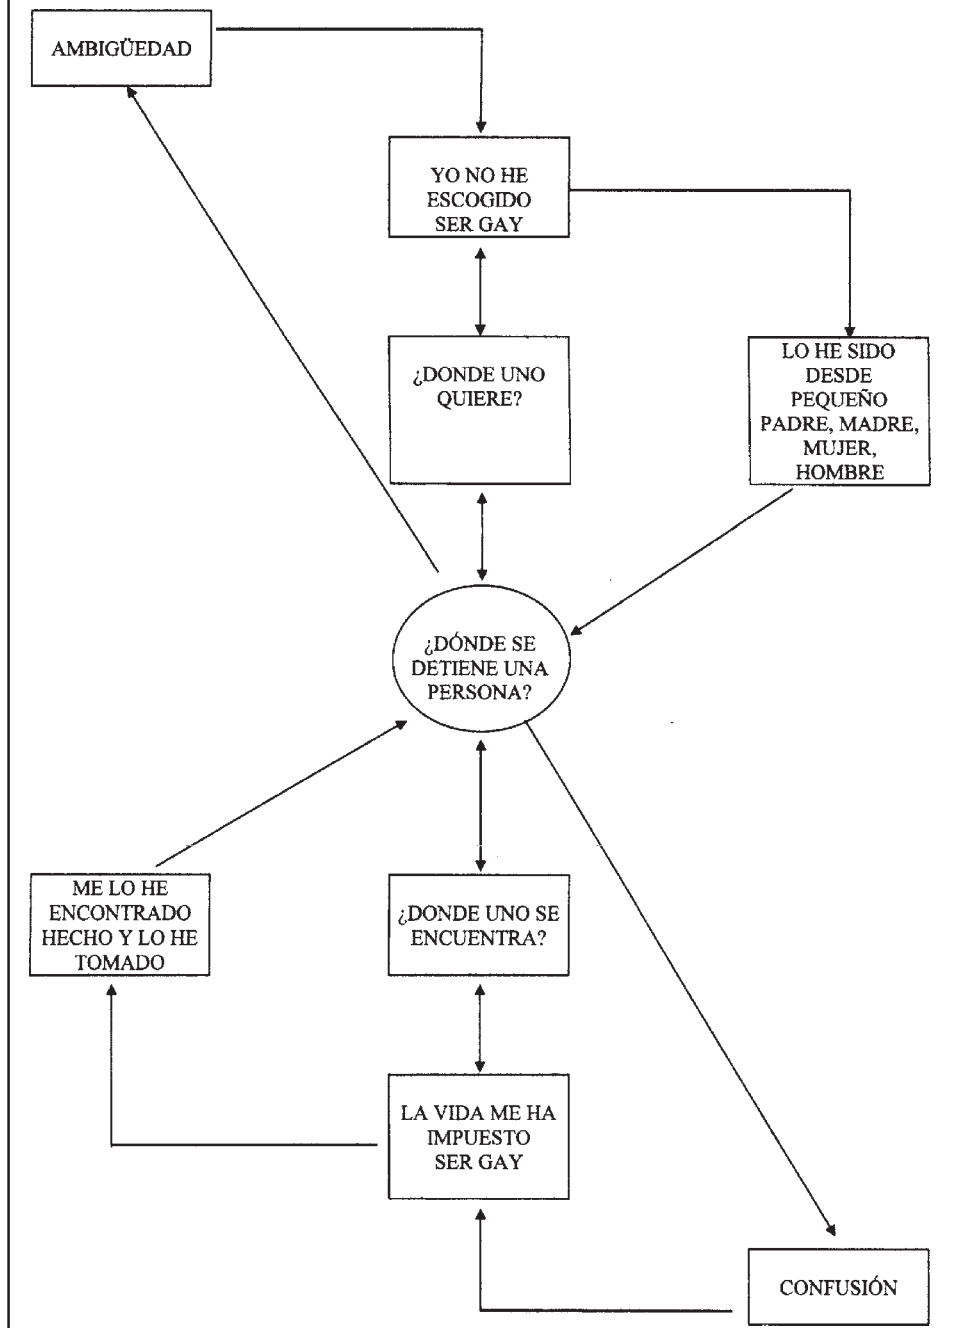 AMBIGÜEDAD
YO NO HE
ESCOGIDO
SER GAY
¿DONDE UNO
QUIERE?
LO HE SIDO
DESDE
PEQUEÑO
PADRE, MADRE,
MUJER,
HOMBRE
¿DÓNDE SE
DETIENE UNA
PERSONA?
ME LO HE
ENCONTRADO
HECHO Y LO HE
TOMADO
¿DONDE UNO SE
ENCUENTRA?
LA VIDA ME HA
IMPUESTO
SER GAY
CONFUSIÓN